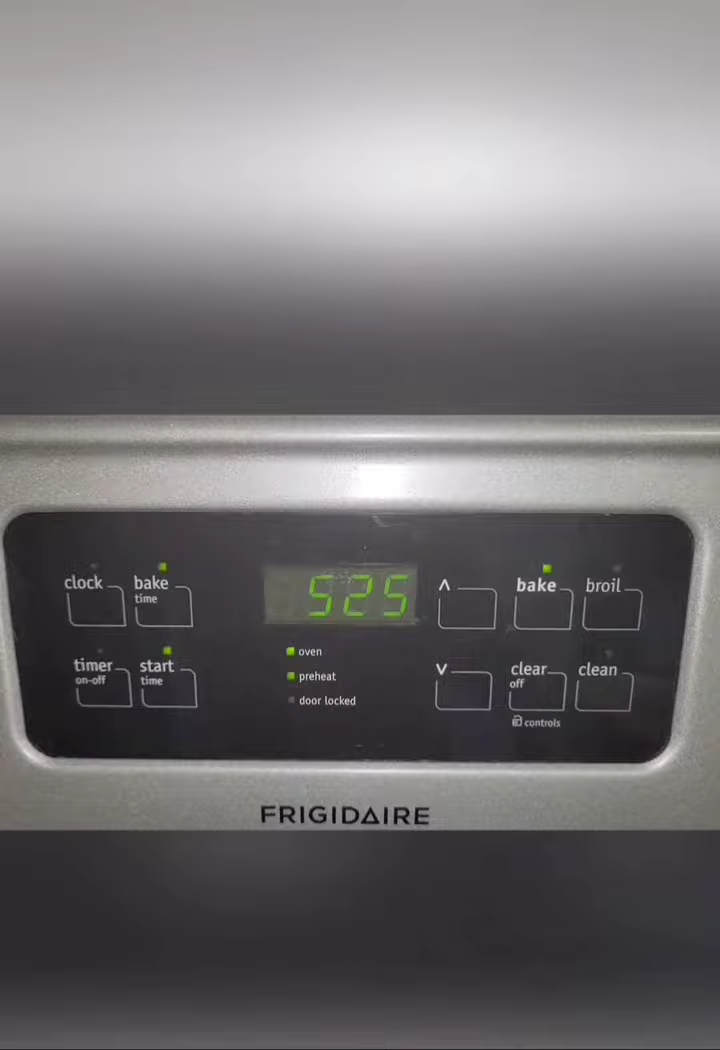 clock
bake
time
525
^
bake
broil
timer
on-off
start
time
oven
preheat
door locked
v
clear
off
clean
controls
FRIGIDAIRE